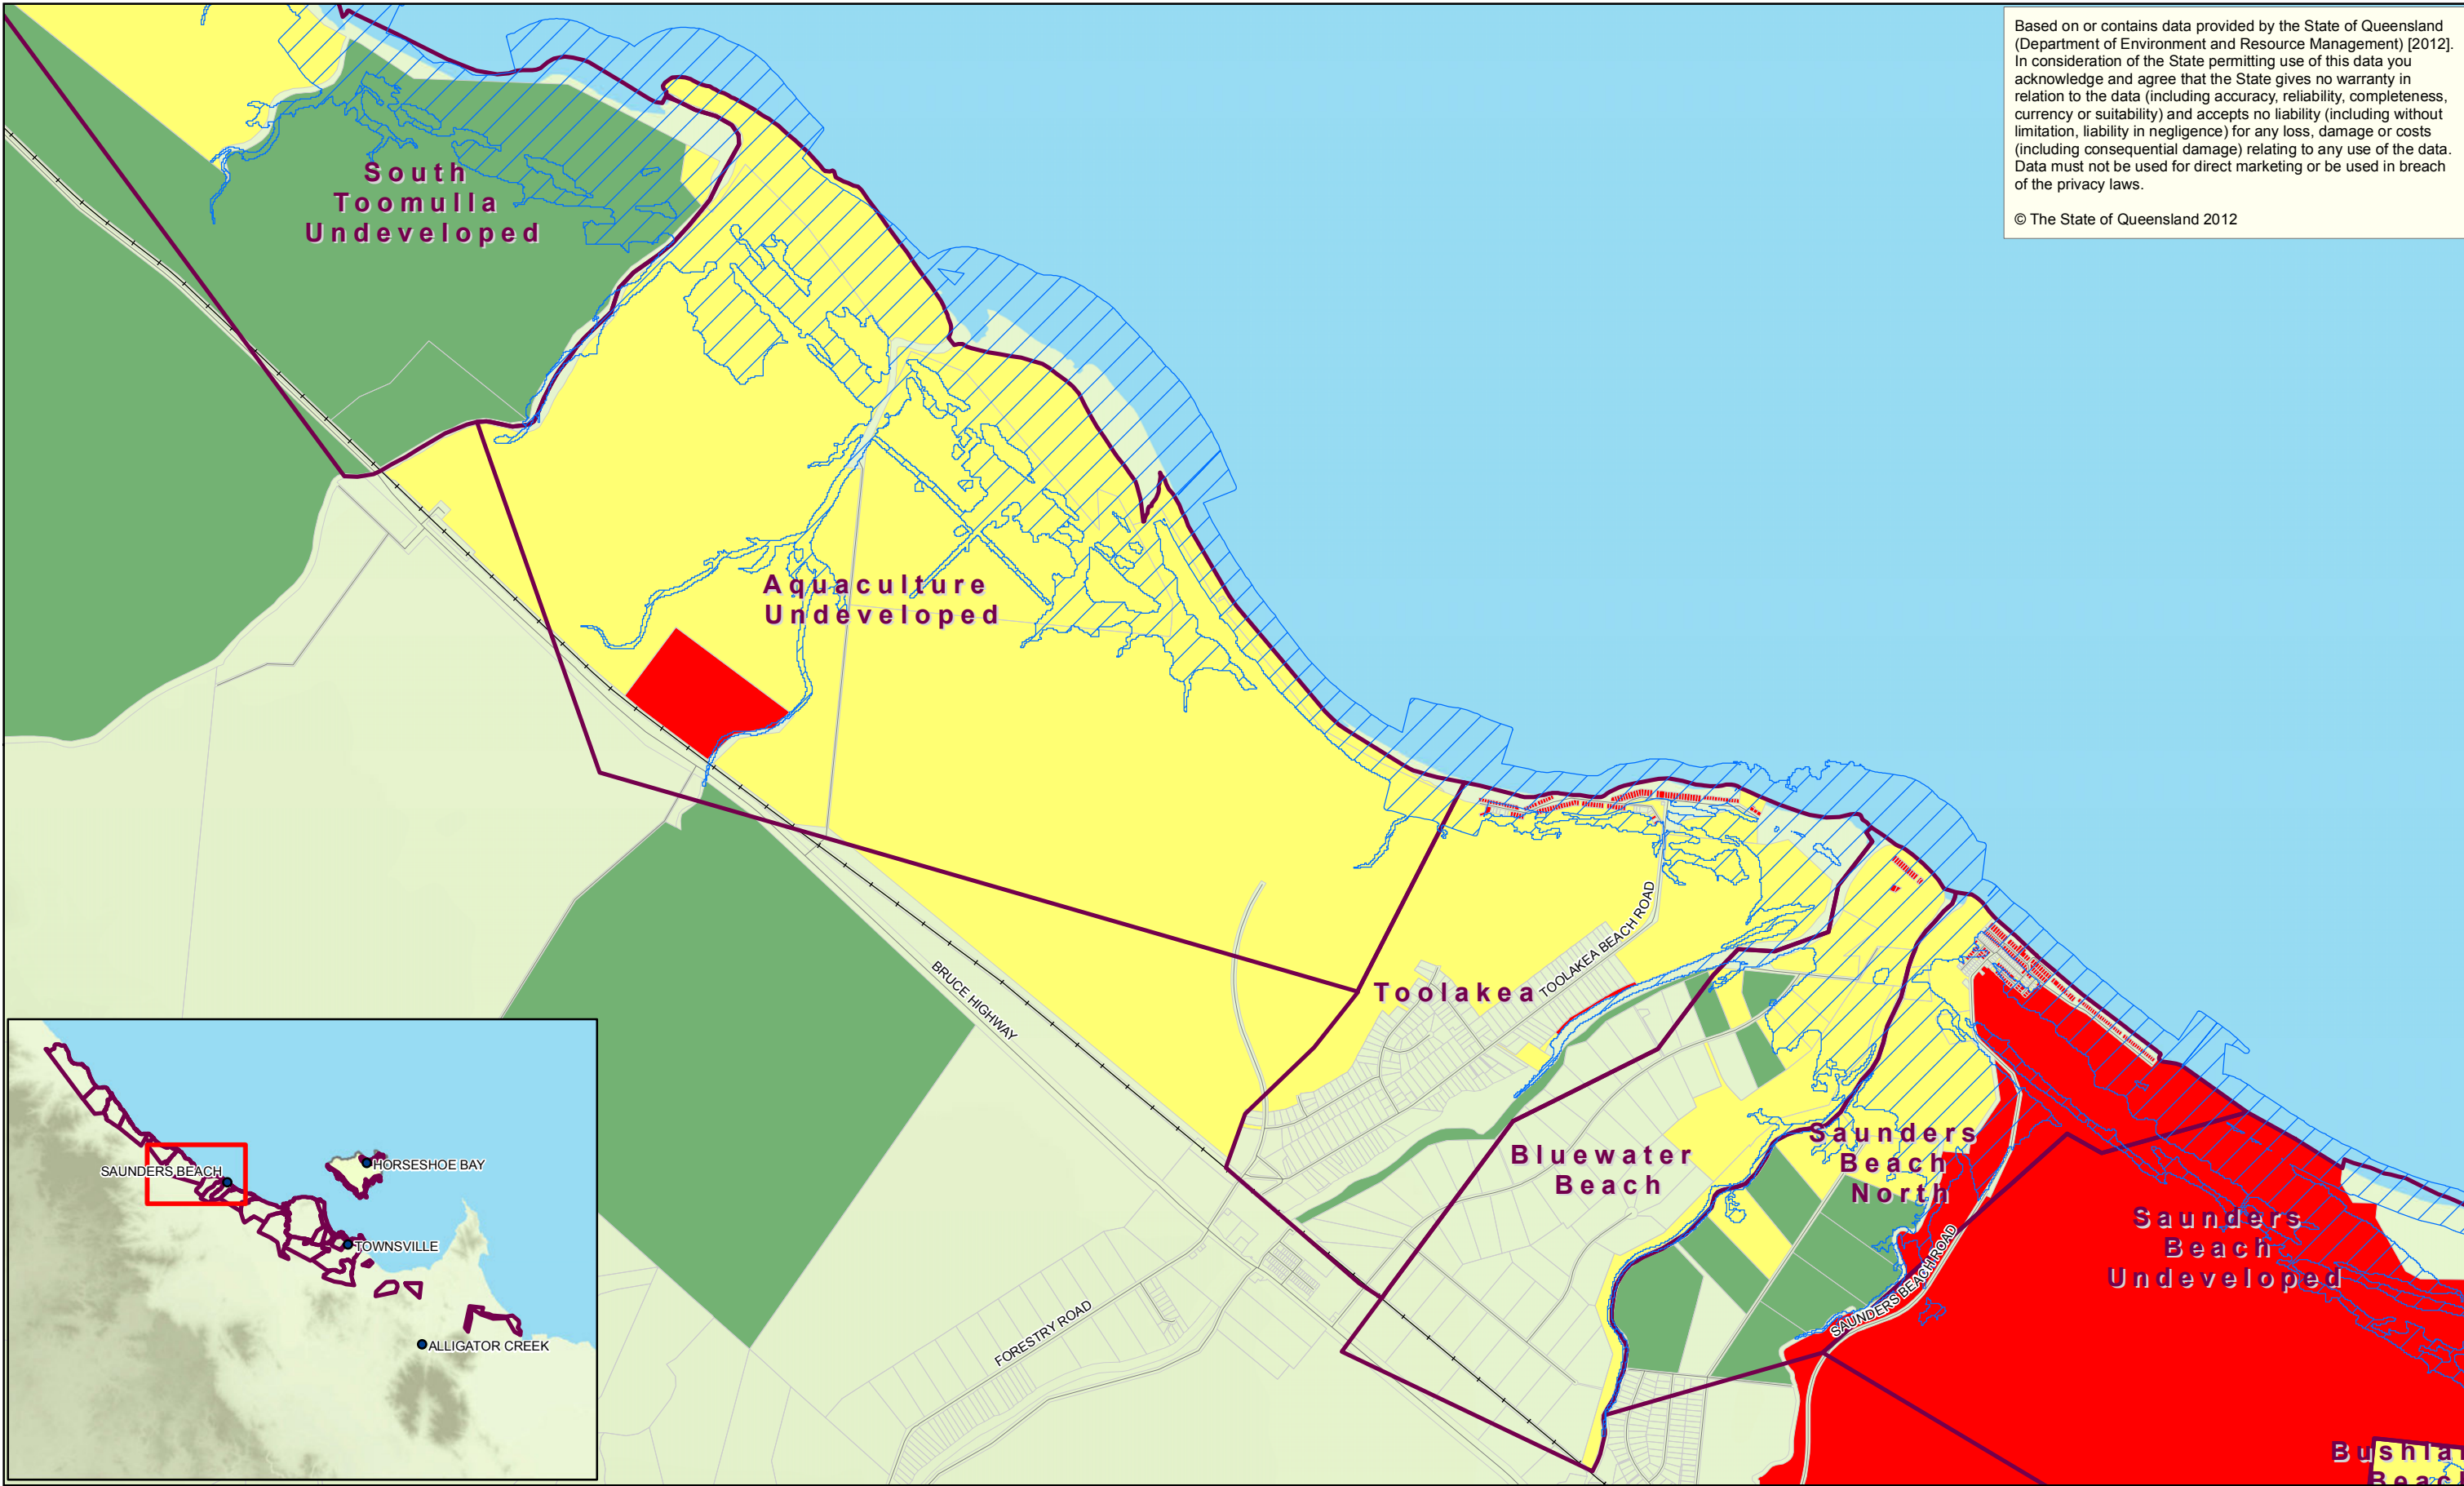 Based on or contains data provided by the State of Queensland
(Department of Environment and Resource Management) [2012].
In consideration of the State permitting use of this data you
acknowledge and agree that the State gives no warranty in
relation to the data (including accuracy, reliability, completeness,
currency or suitability) and accepts no liability (including without
limitation, liability in negligence) for any loss, damage or costs
(including consequential damage) relating to any use of the data.
Data must not be used for direct marketing or be used in breach
of the privacy laws.
© The State of Queensland 2012
South
Toomulla
Undeveloped
Aquaculture
Undeveloped
TOOLAKEA BEACH ROAD
Toolakea
BRUCE HIGHWAY
Bluewater
Beach
Saunders
Beach
North
Saunders
Beach
Undeveloped
SAUNDERS BEACH ROAD
FORESTRY ROAD
SAUNDERS BEACH
HORSESHOE BAY
TOWNSVILLE
ALLIGATOR CREEK